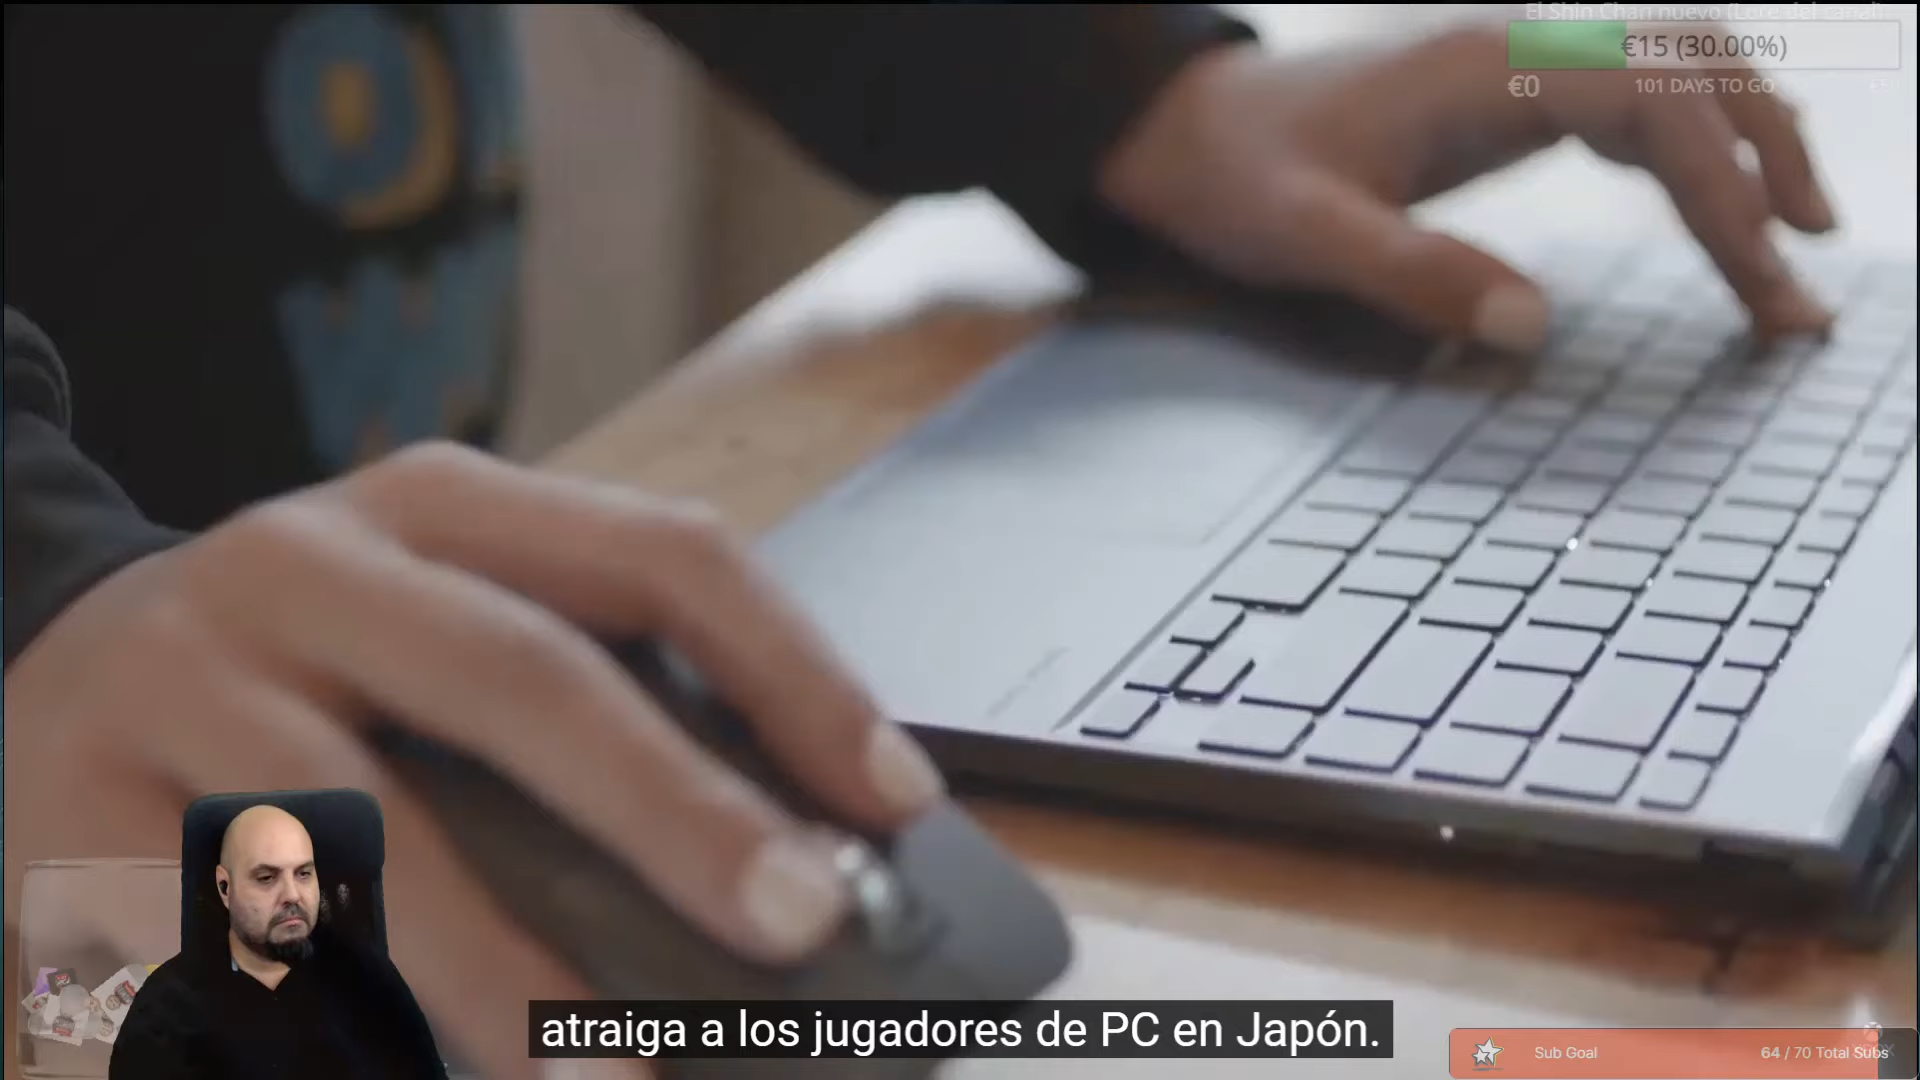 El Shin Chan nuevo (Lore del canal)
€15 (30.00%)
€0
101 DAYS TO GO
€50
atraiga a los jugadores de PC en Japón.
Sub Goal
64 / 70 Total Subs